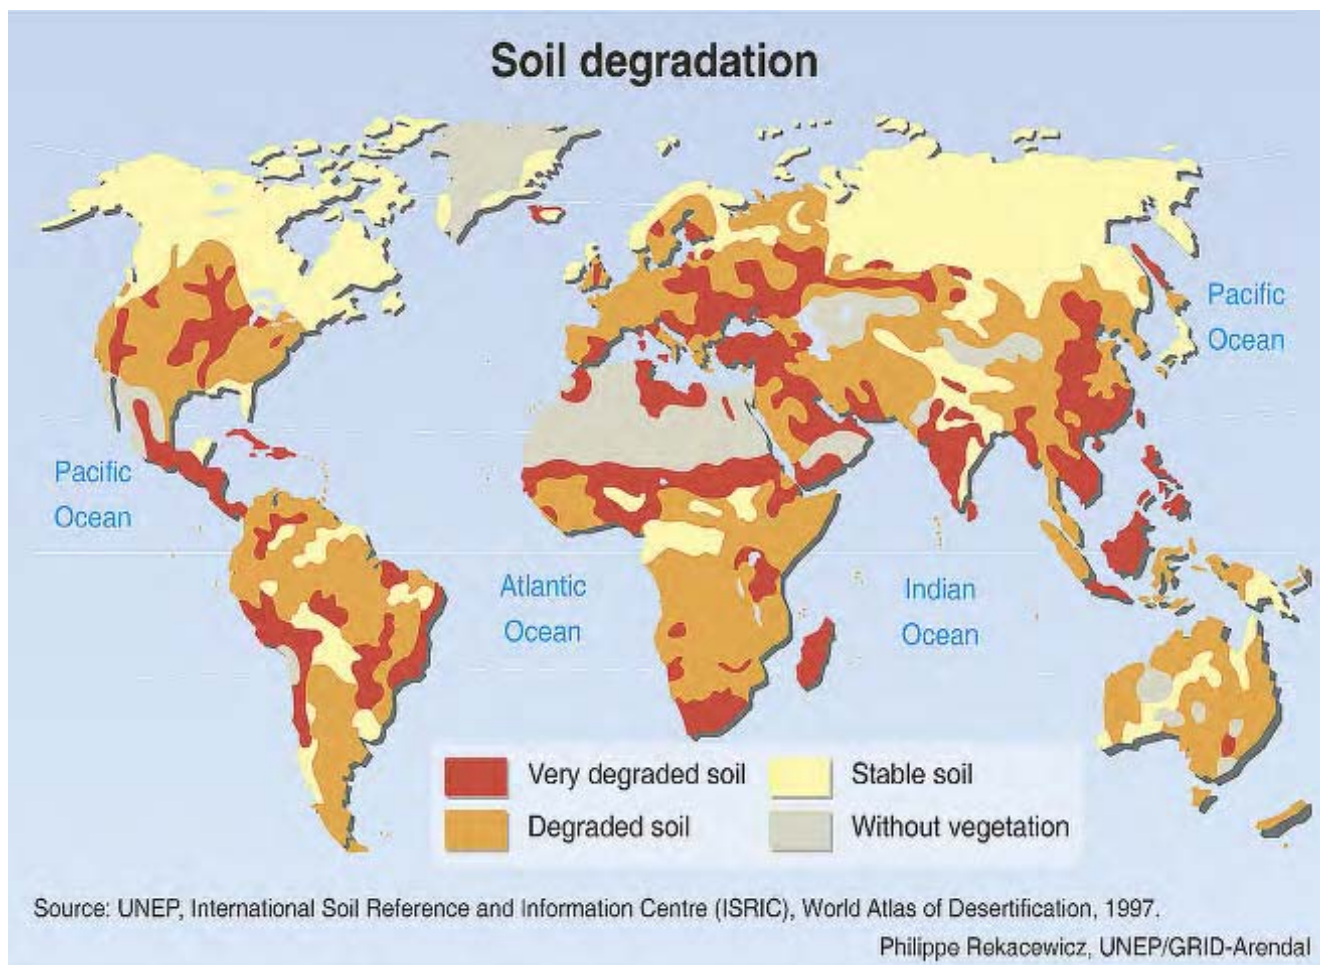 Soil degradation
Pacific
Ocean
Pacific
Ocean
Atlantic
Ocean
Indian
Ocean
Very degraded soil
Stable soil
Degraded soil
Without vegetation
Source: UNEP, International Soil Reference and Information Centre (ISRIC), World Atlas of Desertification, 1997.
Philippe Rekacewicz, UNEP/GRID-Arendal